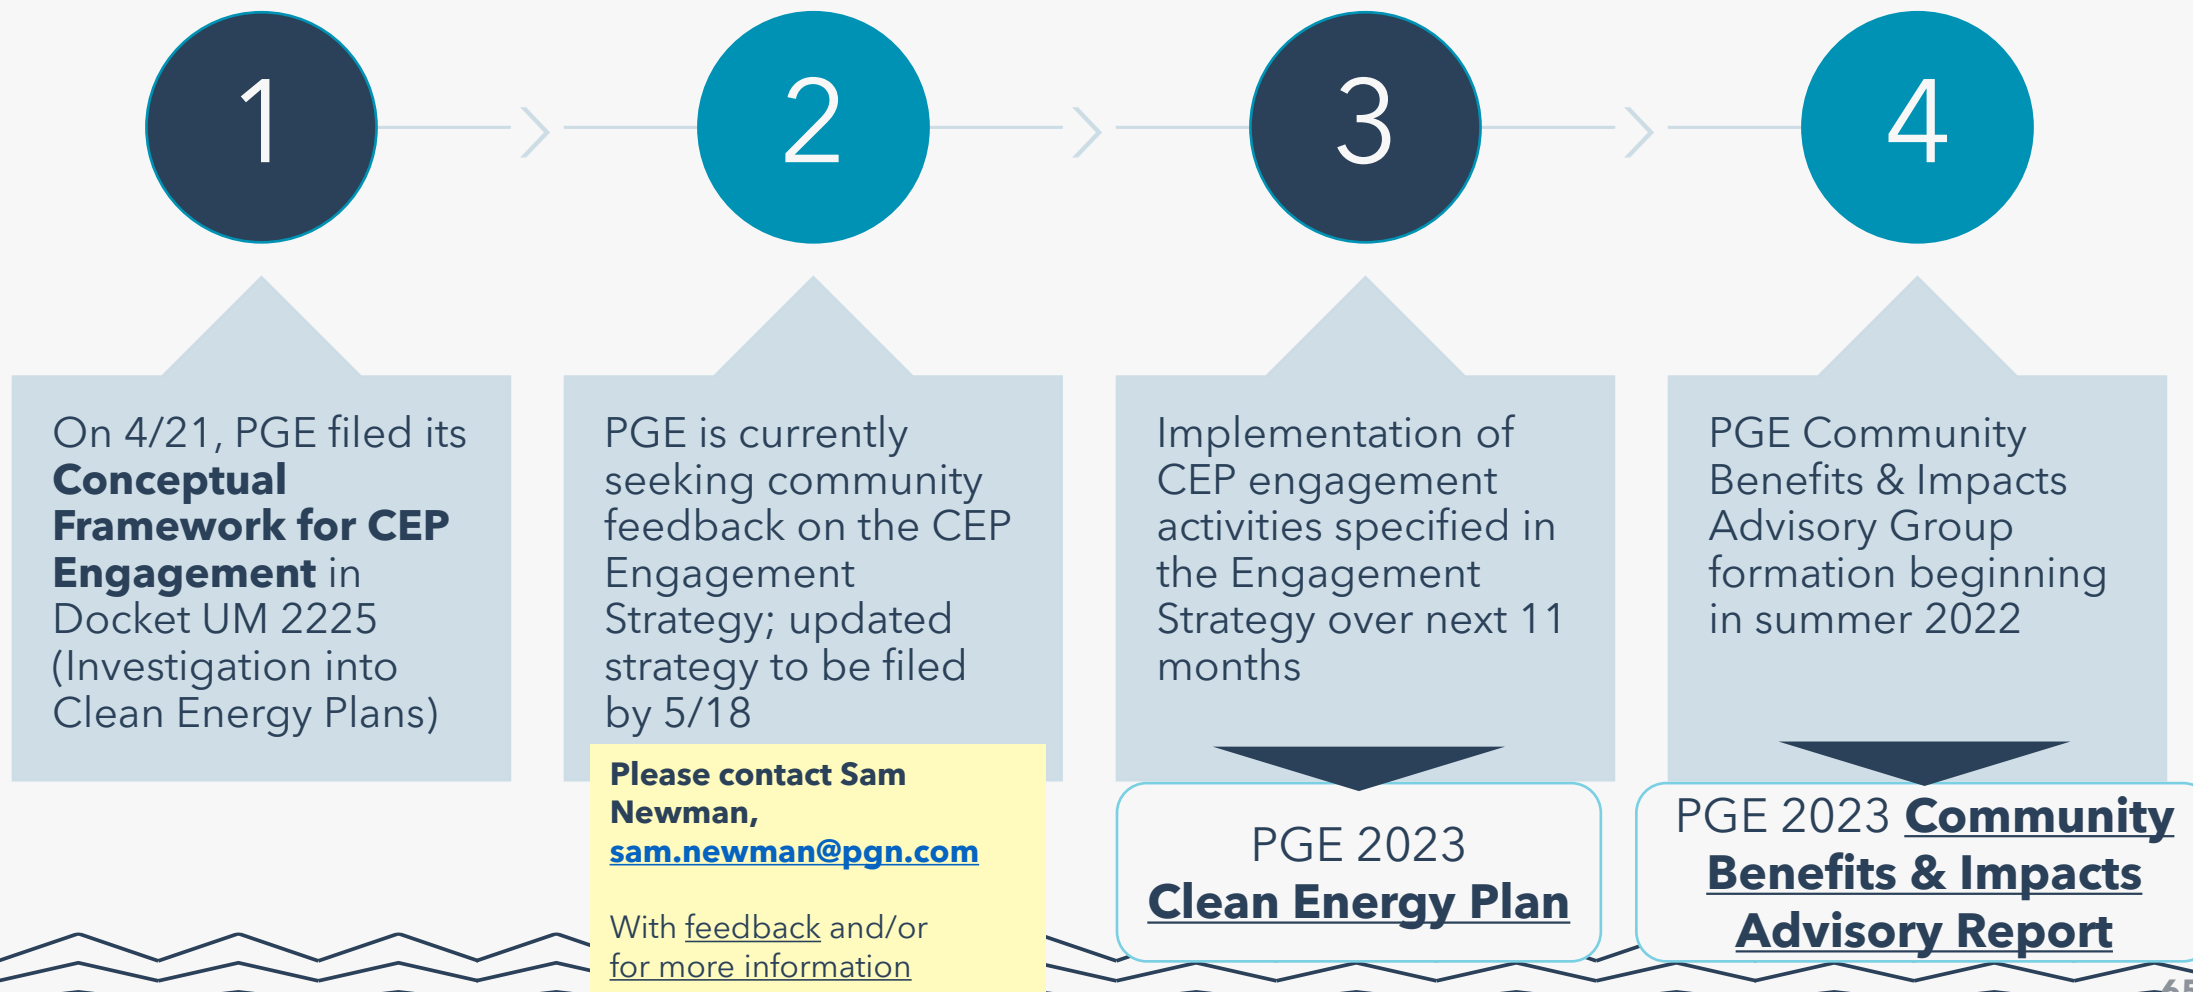 1
2
3
4
On 4/21, PGE filed its
Conceptual
Framework for CEP
Engagement in
Docket UM 2225
(Investigation into
Clean Energy Plans)
PGE is currently
seeking community
feedback on the CEP
Engagement
Strategy; updated
strategy to be filed
by 5/18
Please contact Sam
Newman,
sam.newman@pgn.com
With feedback and/or
for more information
Implementation of
CEP engagement
activities specified in
the Engagement
Strategy over next 11
months
PGE 2023
Clean Energy Plan
PGE Community
Benefits & Impacts
Advisory Group
formation beginning
in summer 2022
PGE 2023 Community
Benefits & Impacts
Advisory Report